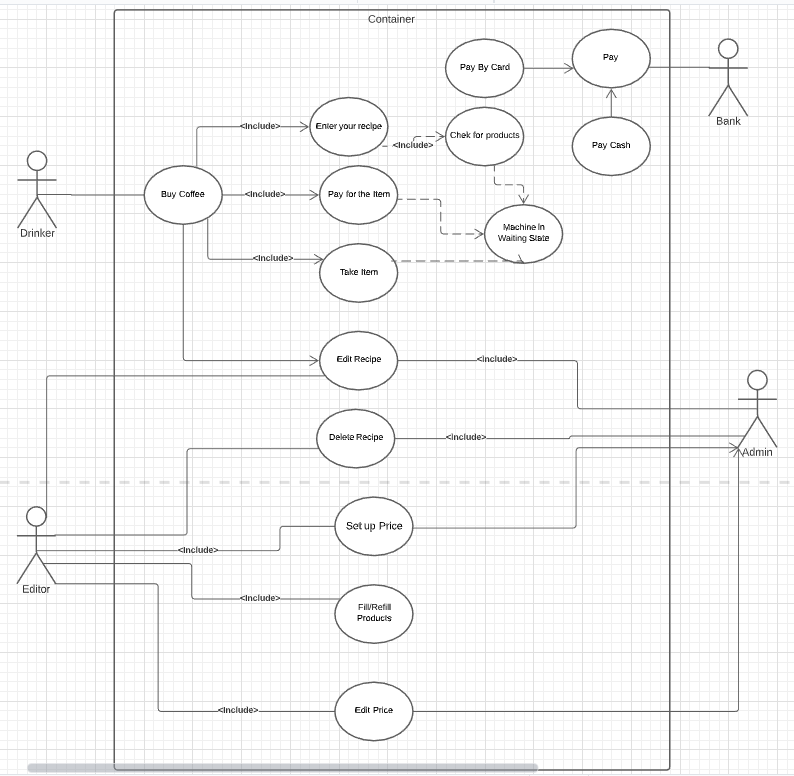 Container
Pay By Card
Pay
Bank
Enter your recipe
<Include>
Chek for products
<Include>
Pay Cash
Drinker
Buy Coffee
<Include>
Pay for the Item
Machine in
Waiting State
<Include>
Take Item
Edit Recipe
<Include>
Delete Recipe
<Include>
Admin
Set up Price
<Include>
Editor
<Include>
Fill/Refill
Products
<Include>
Edit Price